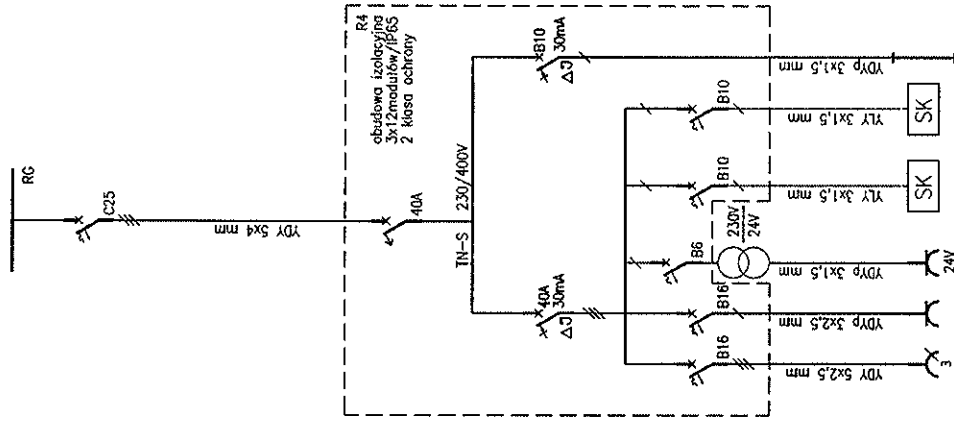 RG
C25
YDY 5x4 mm
R4
obudowa izolacyjna
3x12modułów/IP65
2 klasa ochrony
40A
TN-S 230/400V
40A
30mA
ΔJ
B10
30mA
ΔJ
B16
B16
B6
230V
24V
B10
B10
YDY 5x2,5 mm
YDYp 3x2,5 mm
YDYp 3x1,5 mm
YLY 3x1,5 mm
YLY 3x1,5 mm
YDYp 3x1,5 mm
3
24V
SK
SK